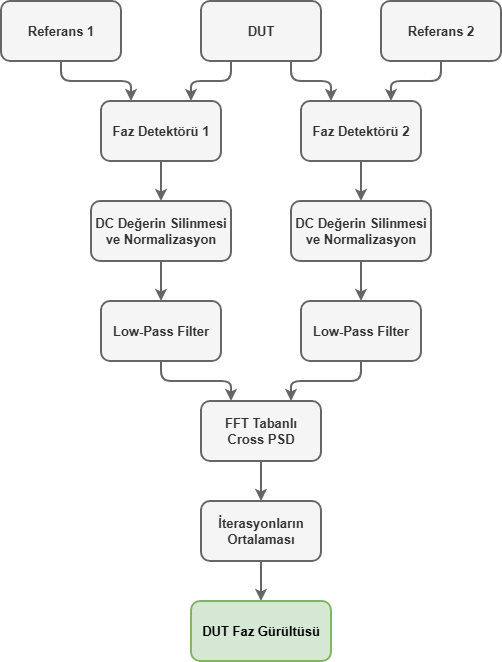 Referans 1
DUT
Referans 2
Faz Detektörü 1
Faz Detektörü 2
DC Değerin Silinmesi
ve Normalizasyon
DC Değerin Silinmesi
ve Normalizasyon
Low-Pass Filter
Low-Pass Filter
FFT Tabanlı
Cross PSD
İterasyonların
Ortalaması
DUT Faz Gürültüsü